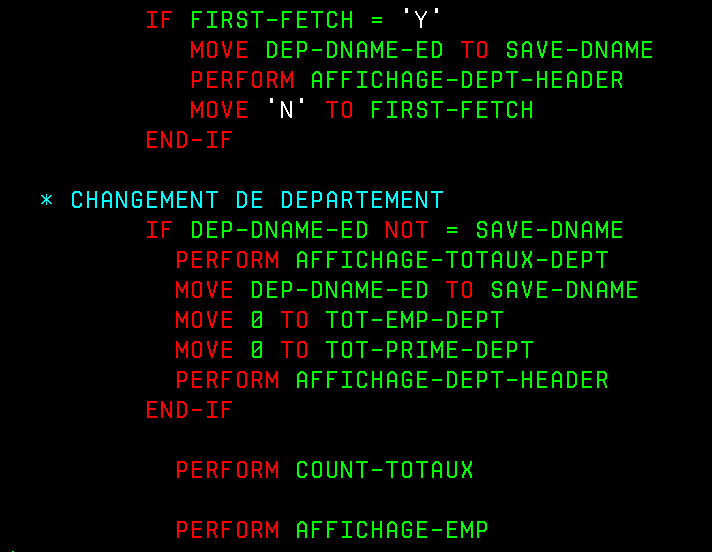 IF FIRST-FETCH = 'Y'
MOVE DEP-DNAME-ED TO SAVE-DNAME
PERFORM AFFICHAGE-DEPT-HEADER
MOVE 'N' TO FIRST-FETCH
END-IF
* CHANGEMENT DE DEPARTEMENT
IF DEP-DNAME-ED NOT = SAVE-DNAME
PERFORM AFFICHAGE-TOTAUX-DEPT
MOVE DEP-DNAME-ED TO SAVE-DNAME
MOVE 0 TO TOT-EMP-DEPT
MOVE 0 TO TOT-PRIME-DEPT
PERFORM AFFICHAGE-DEPT-HEADER
END-IF
PERFORM COUNT-TOTAUX
PERFORM AFFICHAGE-EMP